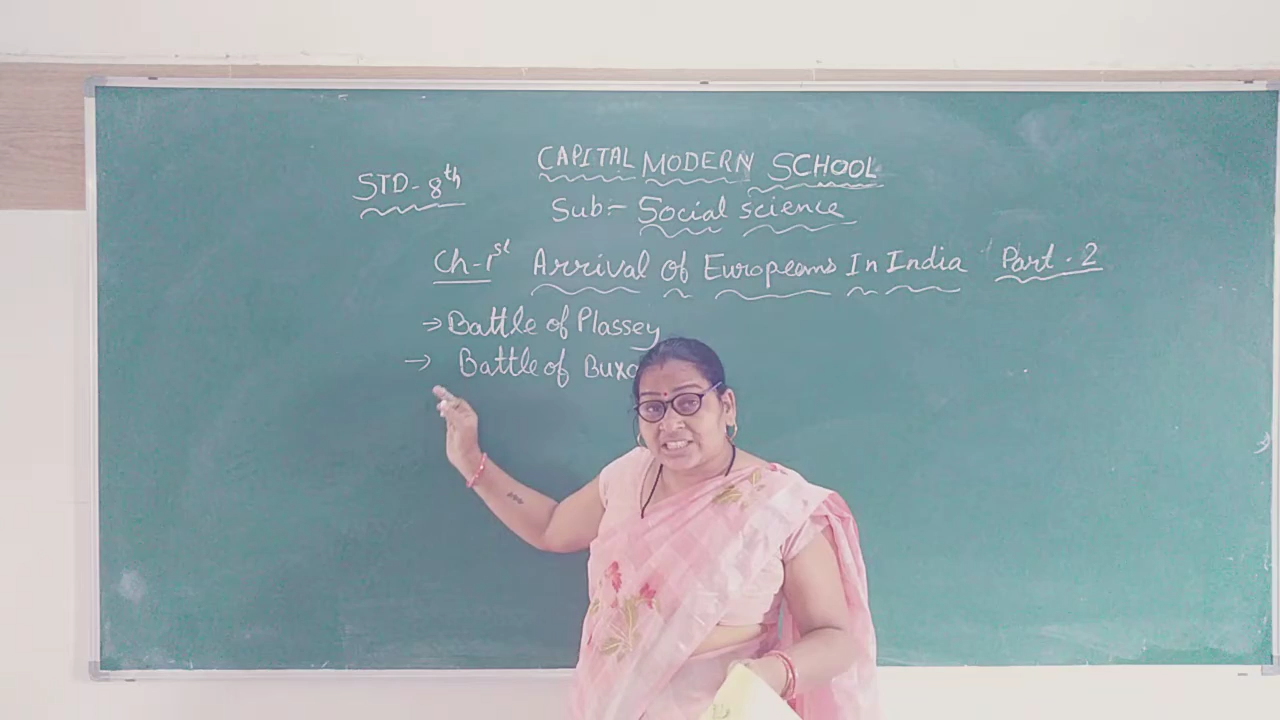 CAPITAL MODERN SCHOOL
STD-8th
Sub:- Social science
Ch-1st Arrival of Europeans In India Part-2
→ Battle of Plassey
→ Battle of